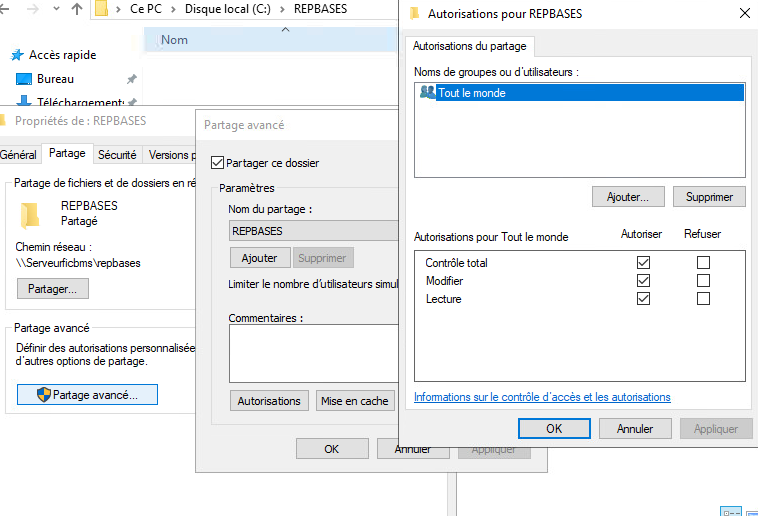 Ce PC > Disque local (C:) > REPBASES
Nom
Accès rapide
Bureau
Téléchargements
Propriétés de : REPBASES
Général
Partage
Sécurité
Versions p
Partage de fichiers et de dossiers en ré
REPBASES
Partagé
Chemin réseau :
\\Serveurficbms\repbases
Partager...
Partage avancé
Définir des autorisations personnalisée
d'autres options de partage.
Partage avancé...
Partage avancé
Partager ce dossier
Paramètres
Nom du partage :
REPBASES
Ajouter
Supprimer
Limiter le nombre d'utilisateurs simul
Commentaires :
Autorisations
Mise en cache
OK
Annuler
Appliquer
Autorisations pour REPBASES
Autorisations du partage
Noms de groupes ou d'utilisateurs :
Tout le monde
Ajouter...
Supprimer
Autorisations pour Tout le monde
Autoriser
Refuser
Contrôle total
Modifier
Lecture
Informations sur le contrôle d'accès et les autorisations
OK
Annuler
Appliquer